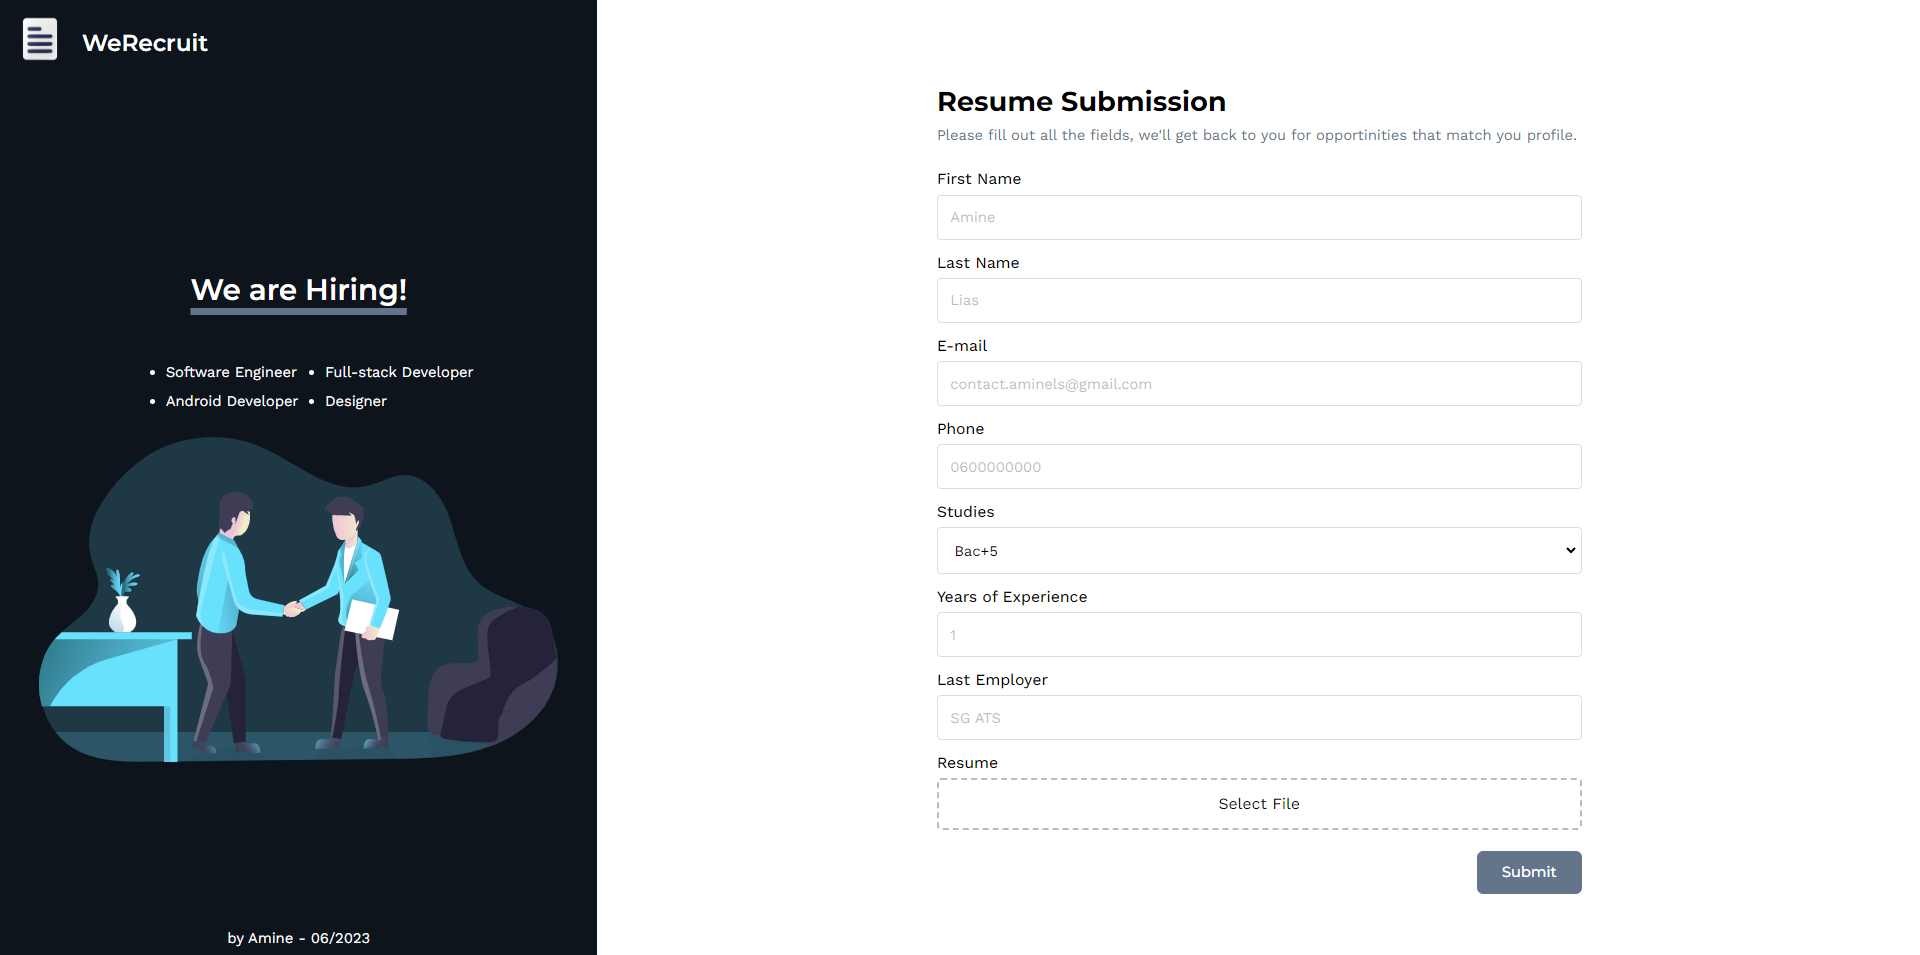 WeRecruit
We are Hiring!
Software Engineer
Full-stack Developer
Android Developer
Designer
by Amine - 06/2023
Resume Submission
Please fill out all the fields, we'll get back to you for opportinities that match you profile.
First Name
Amine
Last Name
Lias
E-mail
contact.aminels@gmail.com
Phone
0600000000
Studies
Bac+5
Years of Experience
1
Last Employer
SG ATS
Resume
Select File
Submit